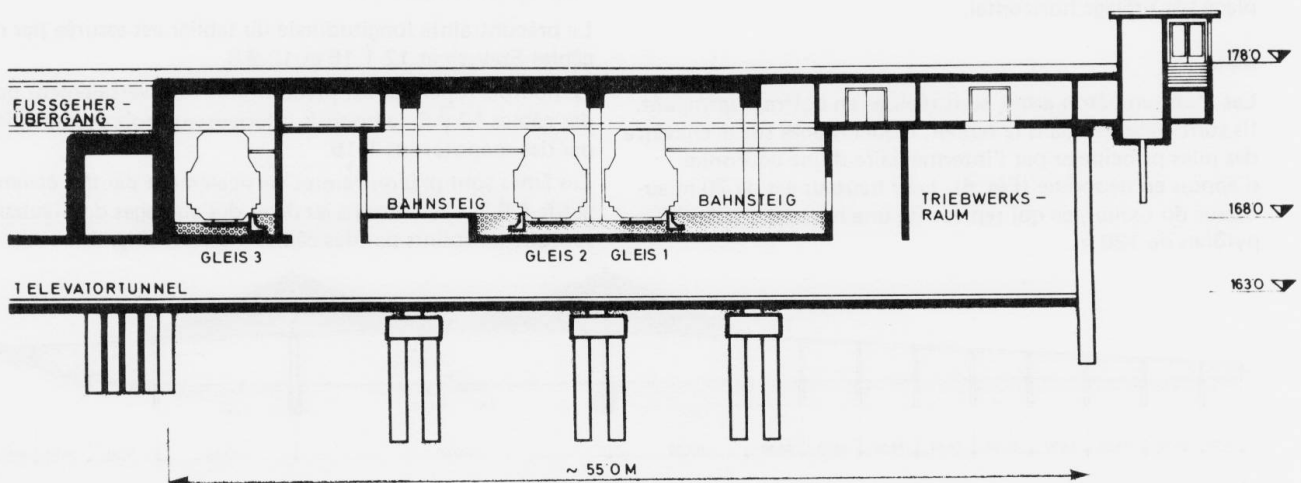 178 0
FUSSGEHER -
ÜBERGANG
BAHNSTEIG
BAHNSTEIG
TRIEBWERKS -
RAUM
168 0
GLEIS 3
GLEIS 2
GLEIS 1
TELEVATORTUNNEL
163 0
~ 55 0 M